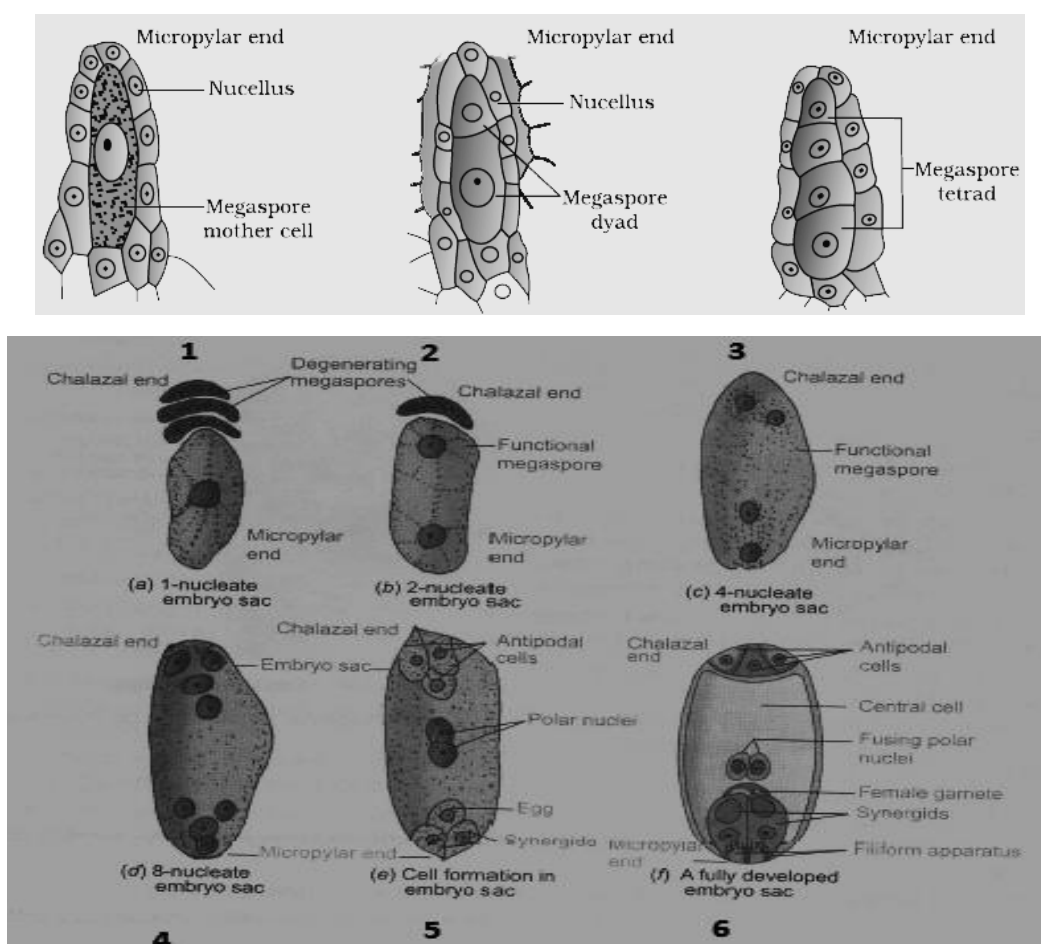 Micropylar end
Nucellus
Megaspore
mother cell
Micropylar end
Nucellus
Megaspore
dyad
Micropylar end
Megaspore
tetrad
1
2
3
Chalazal end
Degenerating
megaspores
Chalazal end
Functional
megaspore
Micropylar
end
Micropylar
end
(a) 1-nucleate
embryo sac
(b) 2-nucleate
embryo sac
Chalazal end
Functional
megaspore
Micropylar
end
(c) 4-nucleate
embryo sac
Chalazal end
Embryo sac
Micropylar end
(d) 8-nucleate
embryo sac
Chalazal end
Antipodal
cells
Polar nuclei
Egg
Synergids
(e) Cell formation in
embryo sac
Chalazal
end
Antipodal
cells
Central cell
Fusing polar
nuclei
Female gamete
Synergids
Filiform apparatus
Micropylar
end
(f) A fully developed
embryo sac
4
5
6